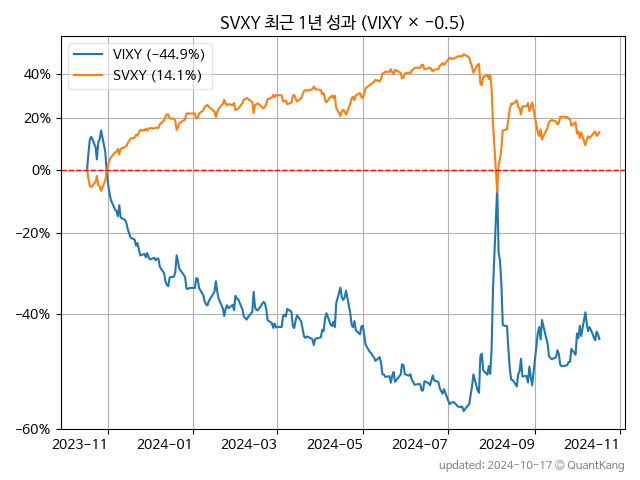 SVXY 최근 1년 성과 (VIXY × −0.5)
VIXY (−44.9%)
SVXY (14.1%)
40%
20%
0%
−20%
−40%
−60%
2023−11 2024−01 2024−03 2024−05 2024−07 2024−09 2024−11
updated: 2024-10-17 © QuantKang